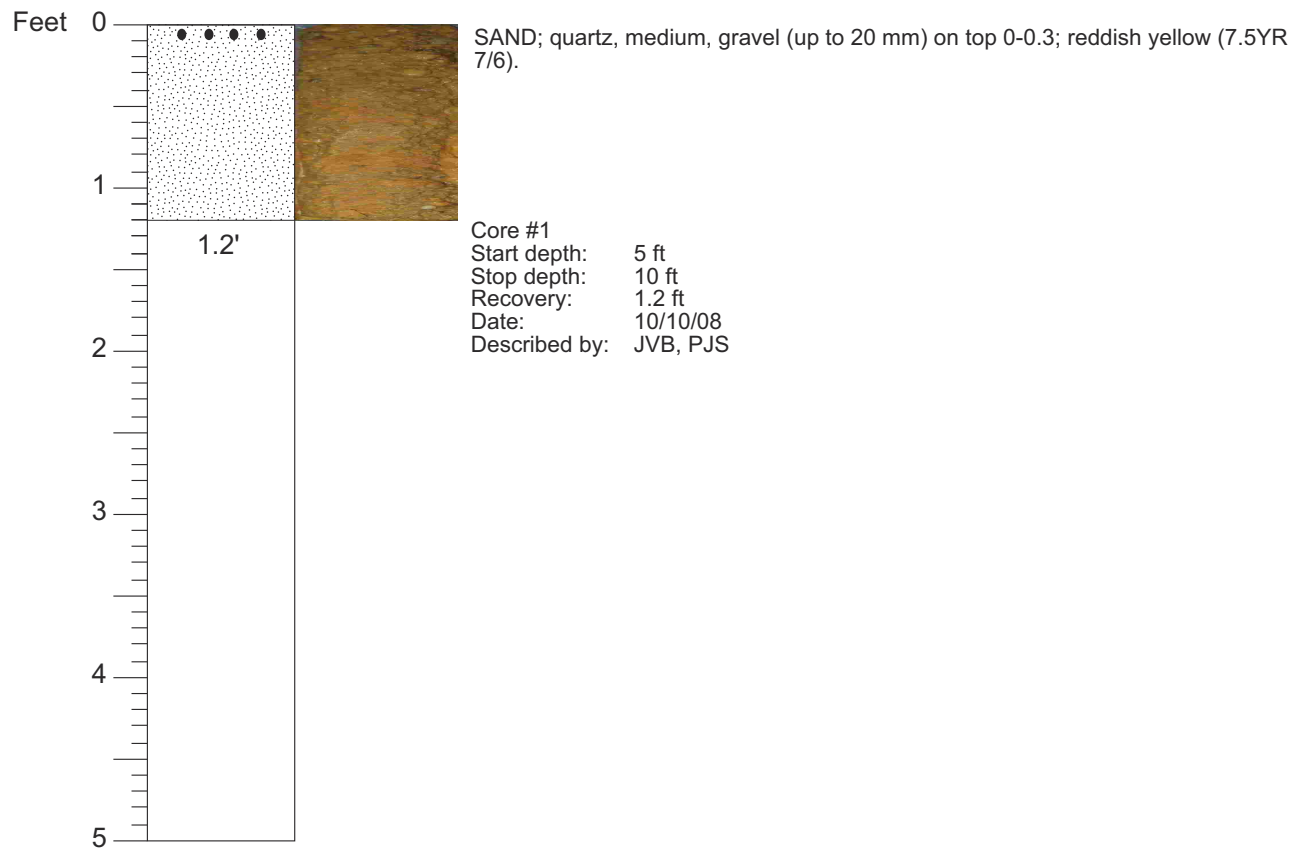 Feet 0
SAND; quartz, medium, gravel (up to 20 mm) on top 0-0.3; reddish yellow (7.5YR
7/6).
1
1.2'
Core #1
Start depth: 5 ft
Stop depth: 10 ft
Recovery: 1.2 ft
Date: 10/10/08
Described by: JVB, PJS
2
3
4
5